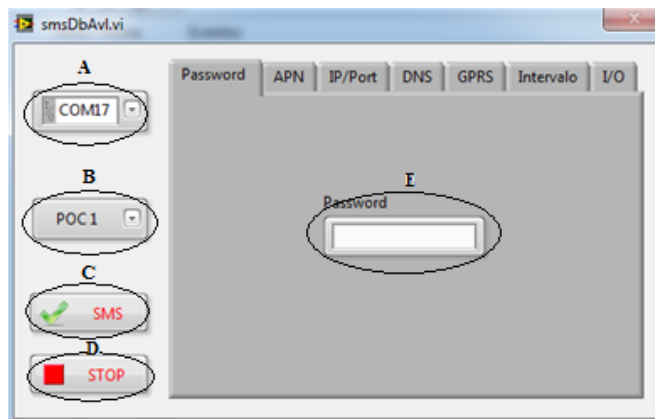 smsDbAvl.vi
A
COM17
B
POC 1
C
SMS
D.
STOP
Password APN IP/Port DNS GPRS Intervalo I/O
E
Password